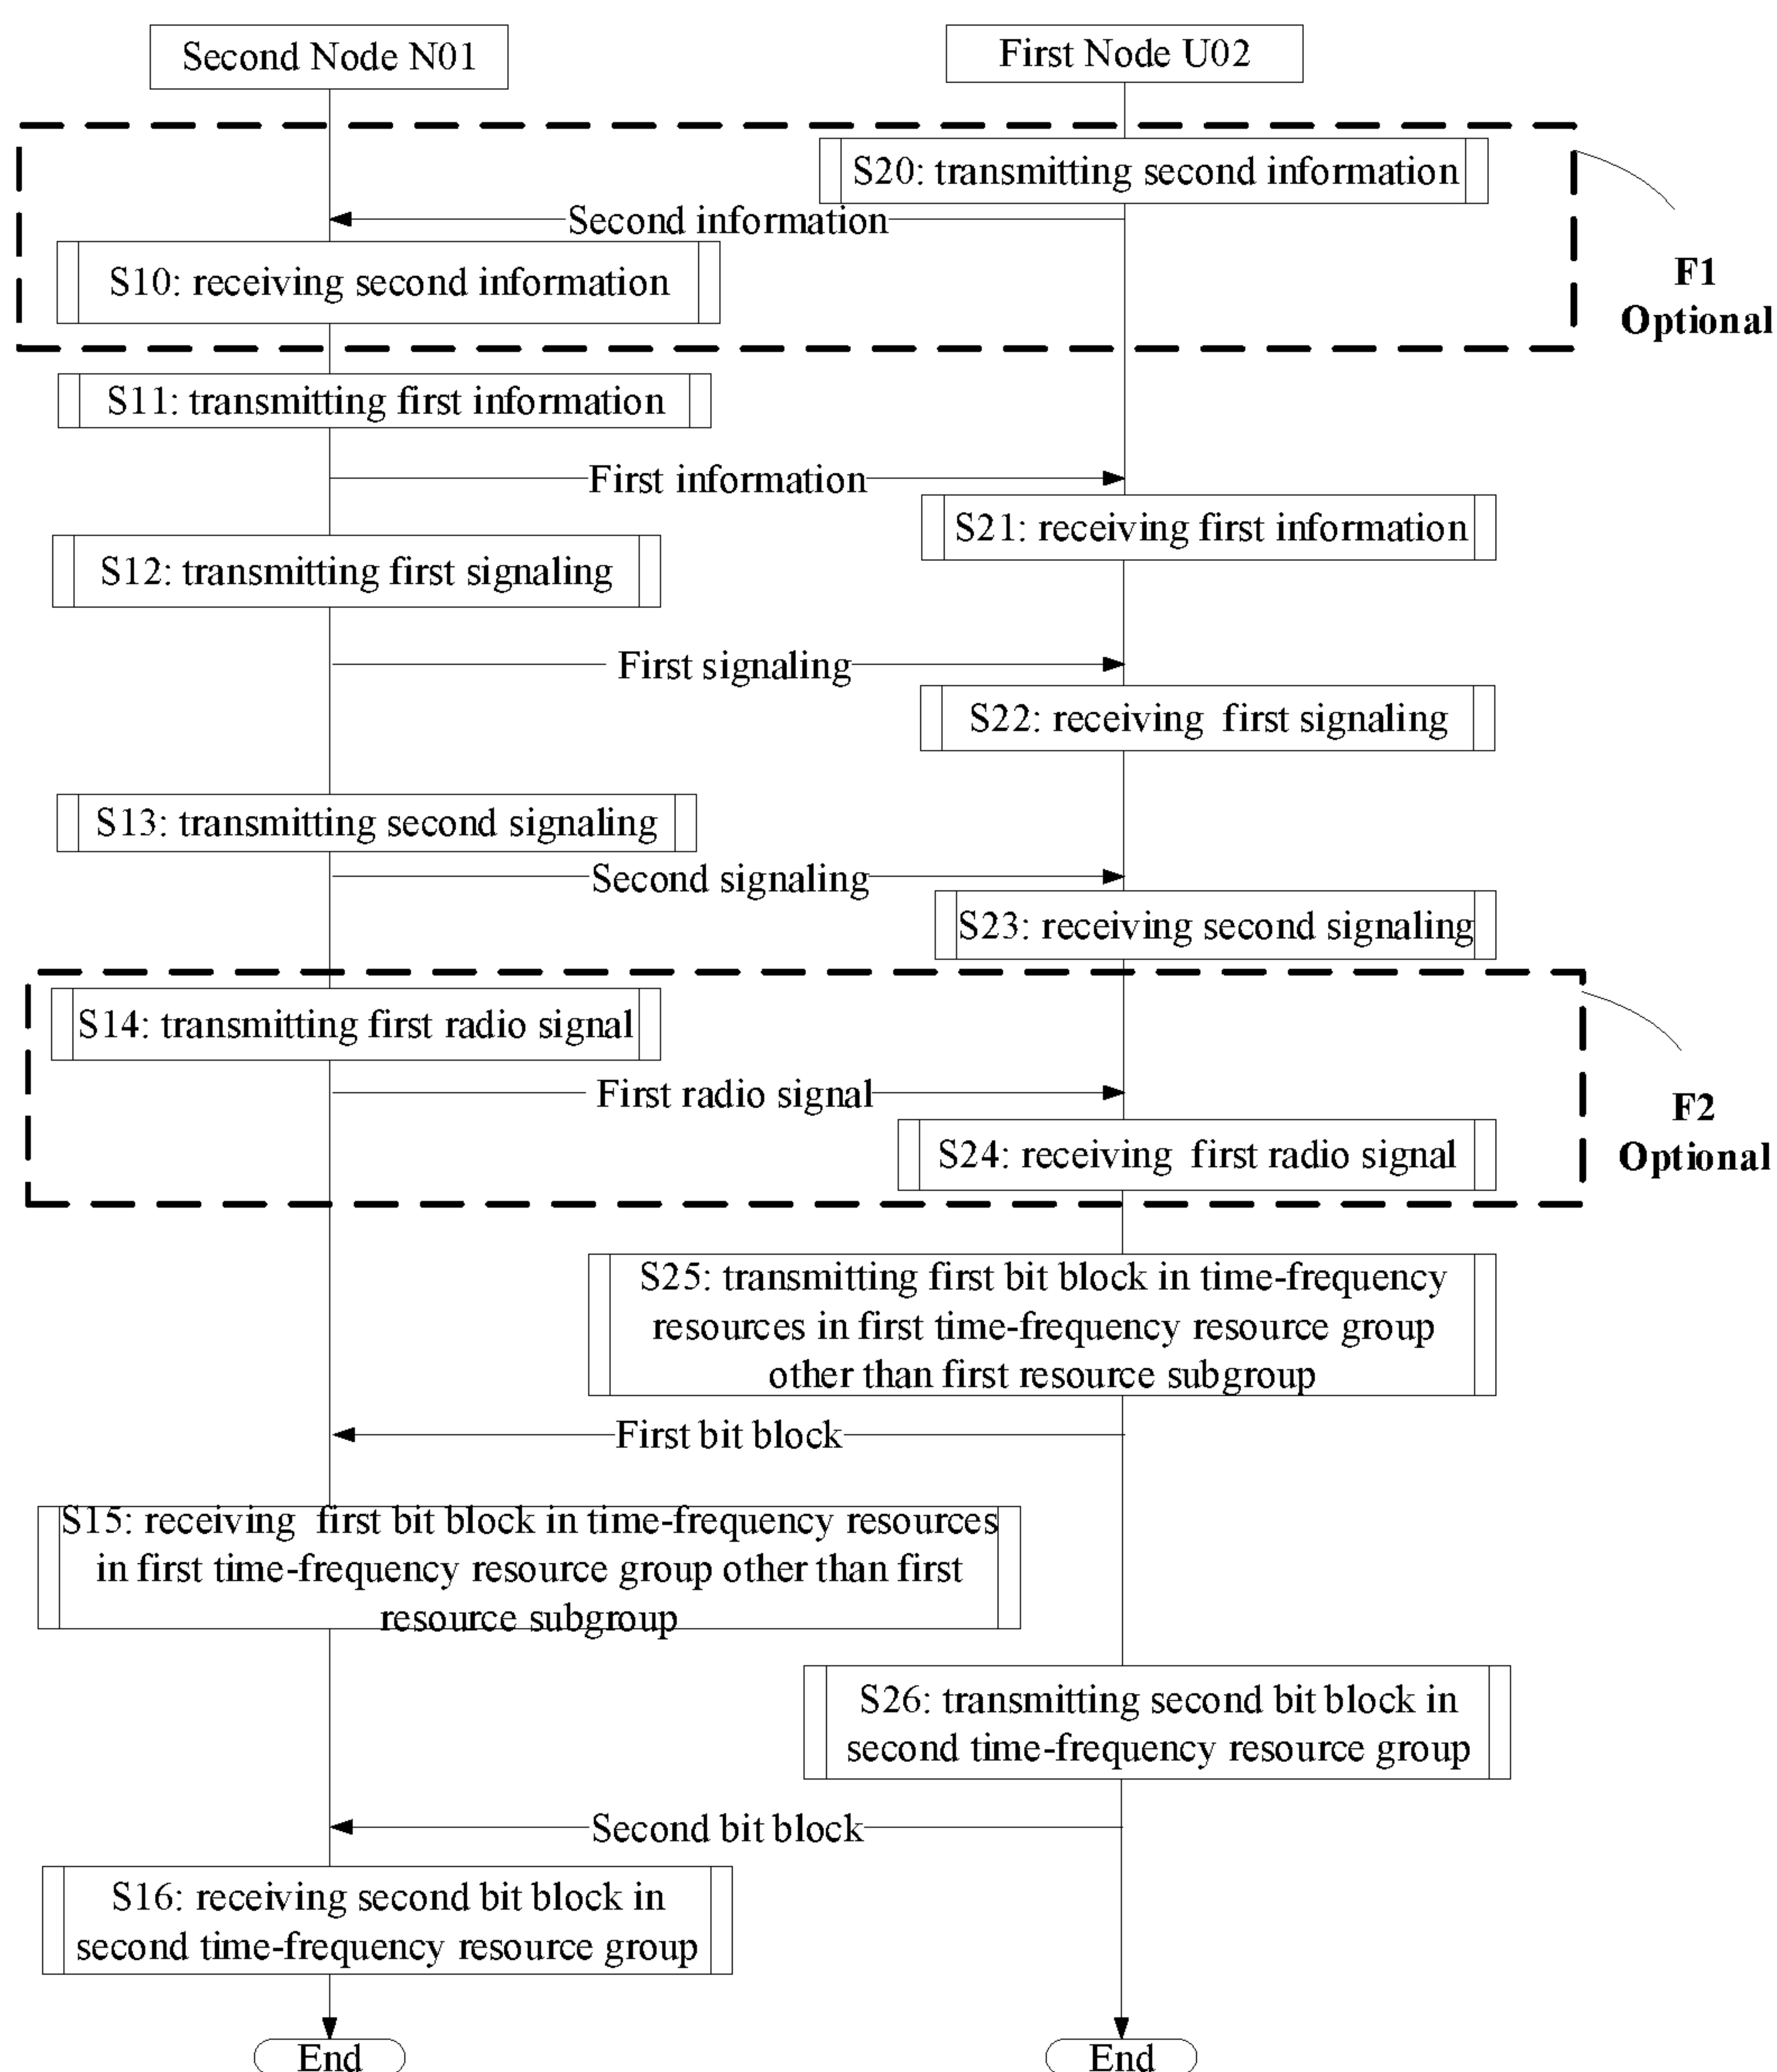 Second Node N01
First Node U02
S20: transmitting second information
Second information
S10: receiving second information
F1
Optional
S11: transmitting first information
First information
S21: receiving first information
S12: transmitting first signaling
First signaling
S22: receiving first signaling
S13: transmitting second signaling
Second signaling
S23: receiving second signaling
S14: transmitting first radio signal
First radio signal
S24: receiving first radio signal
F2
Optional
S25: transmitting first bit block in time-frequency
resources in first time-frequency resource group
other than first resource subgroup
First bit block
S15: receiving first bit block in time-frequency resources
in first time-frequency resource group other than first
resource subgroup
S26: transmitting second bit block in
second time-frequency resource group
Second bit block
S16: receiving second bit block in
second time-frequency resource group
End
End